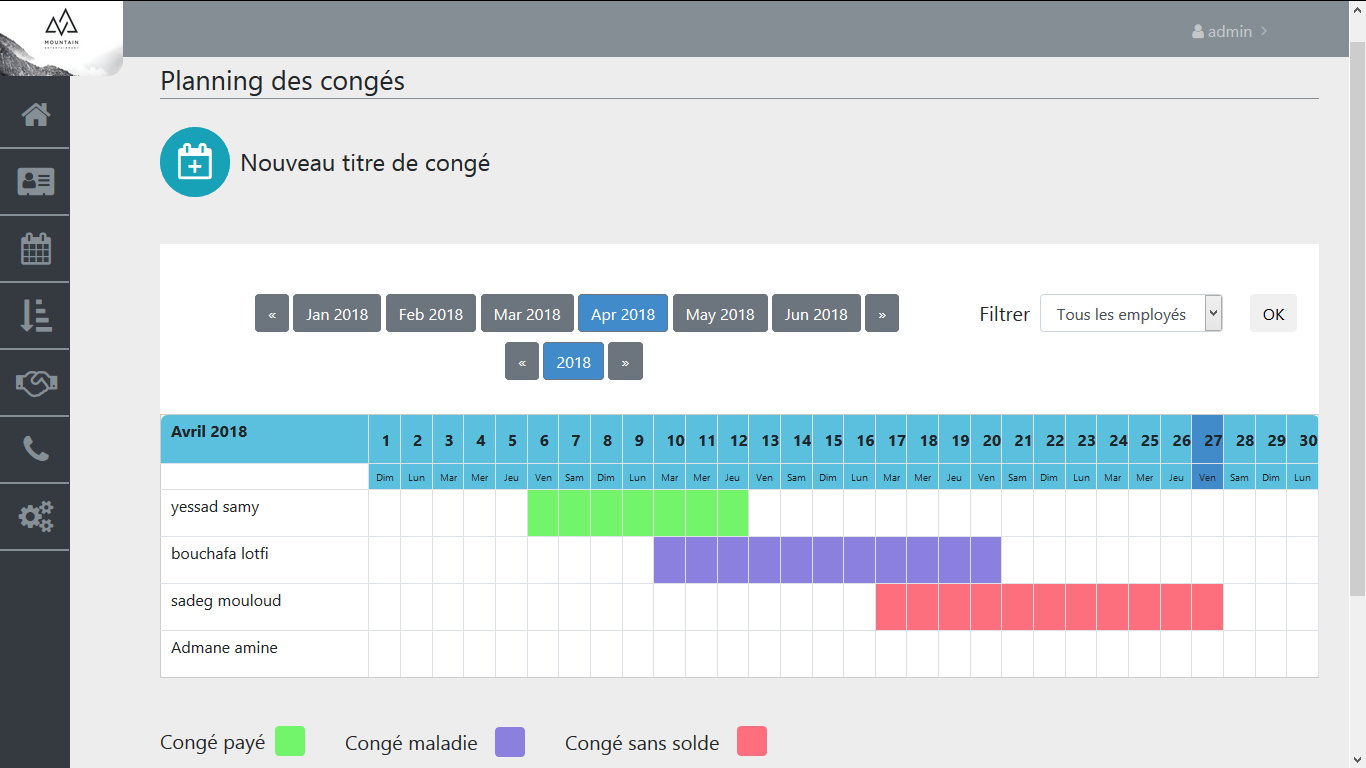 MOUNTAIN
ENTERTAINMENT
admin
Planning des congés
Nouveau titre de congé
« Jan 2018 Feb 2018 Mar 2018 Apr 2018 May 2018 Jun 2018 » Filtrer Tous les employés OK
« 2018 »
Avril 2018 1 2 3 4 5 6 7 8 9 10 11 12 13 14 15 16 17 18 19 20 21 22 23 24 25 26 27 28 29 30
Dim Lun Mar Mer Jeu Ven Sam Dim Lun Mar Mer Jeu Ven Sam Dim Lun Mar Mer Jeu Ven Sam Dim Lun Mar Mer Jeu Ven Sam Dim Lun
yessad samy
bouchafa lotfi
sadeg mouloud
Admane amine
Congé payé Congé maladie Congé sans solde